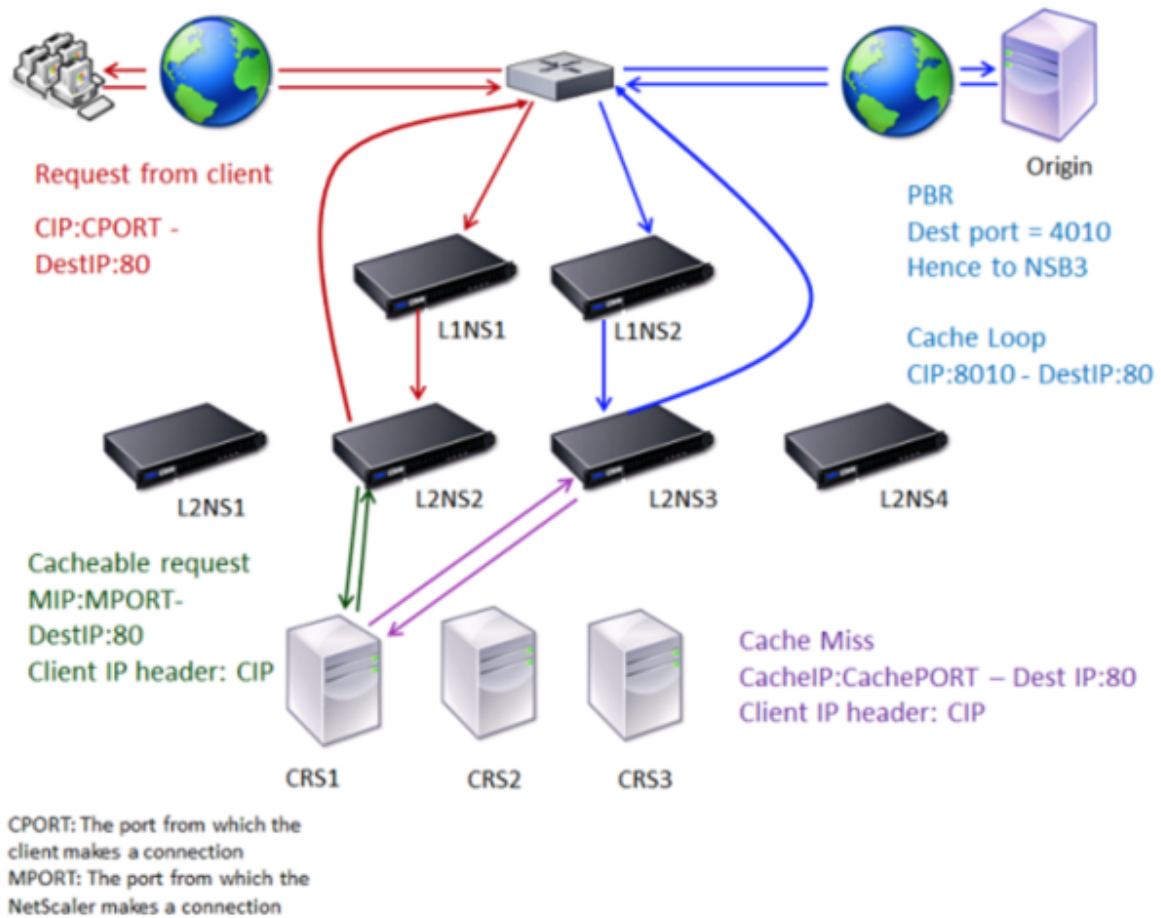 Origin
Request from client
CIP:CPORT -
DestIP:80
PBR
Dest port = 4010
Hence to NSB3
Cache Loop
CIP:8010 - DestIP:80
L1NS1
L1NS2
L2NS1
L2NS2
L2NS3
L2NS4
Cacheable request
MIP:MPORT-
DestIP:80
Client IP header: CIP
Cache Miss
CacheIP:CachePORT – Dest IP:80
Client IP header: CIP
CRS1
CRS2
CRS3
CPORT: The port from which the
client makes a connection
MPORT: The port from which the
NetScaler makes a connection